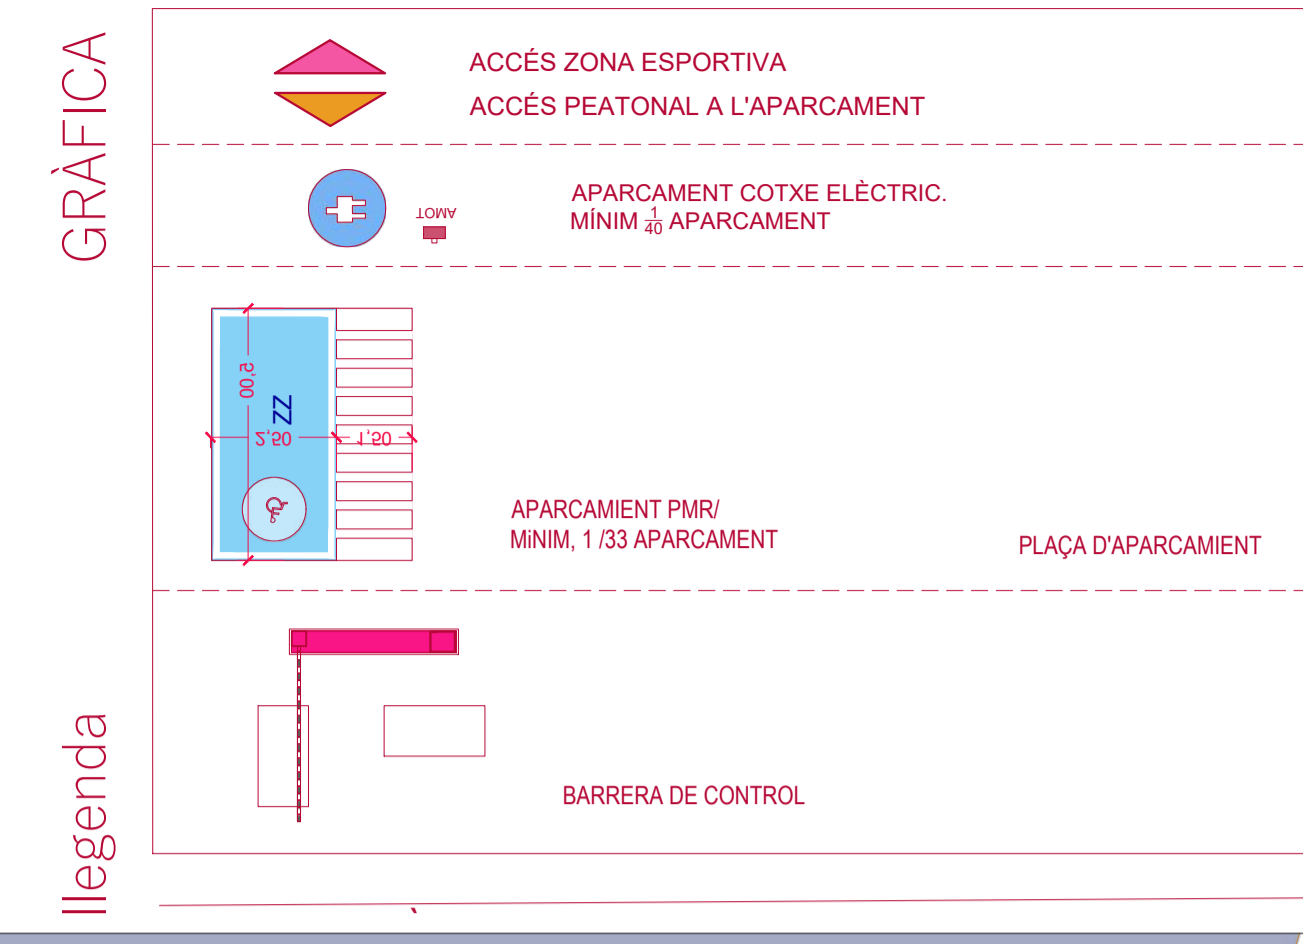 llegenda GRÀFICA
ACCÉS ZONA ESPORTIVA
ACCÉS PEATONAL A L'APARCAMENT
TOMA
APARCAMENT COTXE ELÈCTRIC.
MÍNIM 1/40 APARCAMENT
5,00
ZZ
2,50
1,50
APARCAMIENT PMR/
MiNIM, 1 /33 APARCAMENT
PLAÇA D'APARCAMIENT
BARRERA DE CONTROL